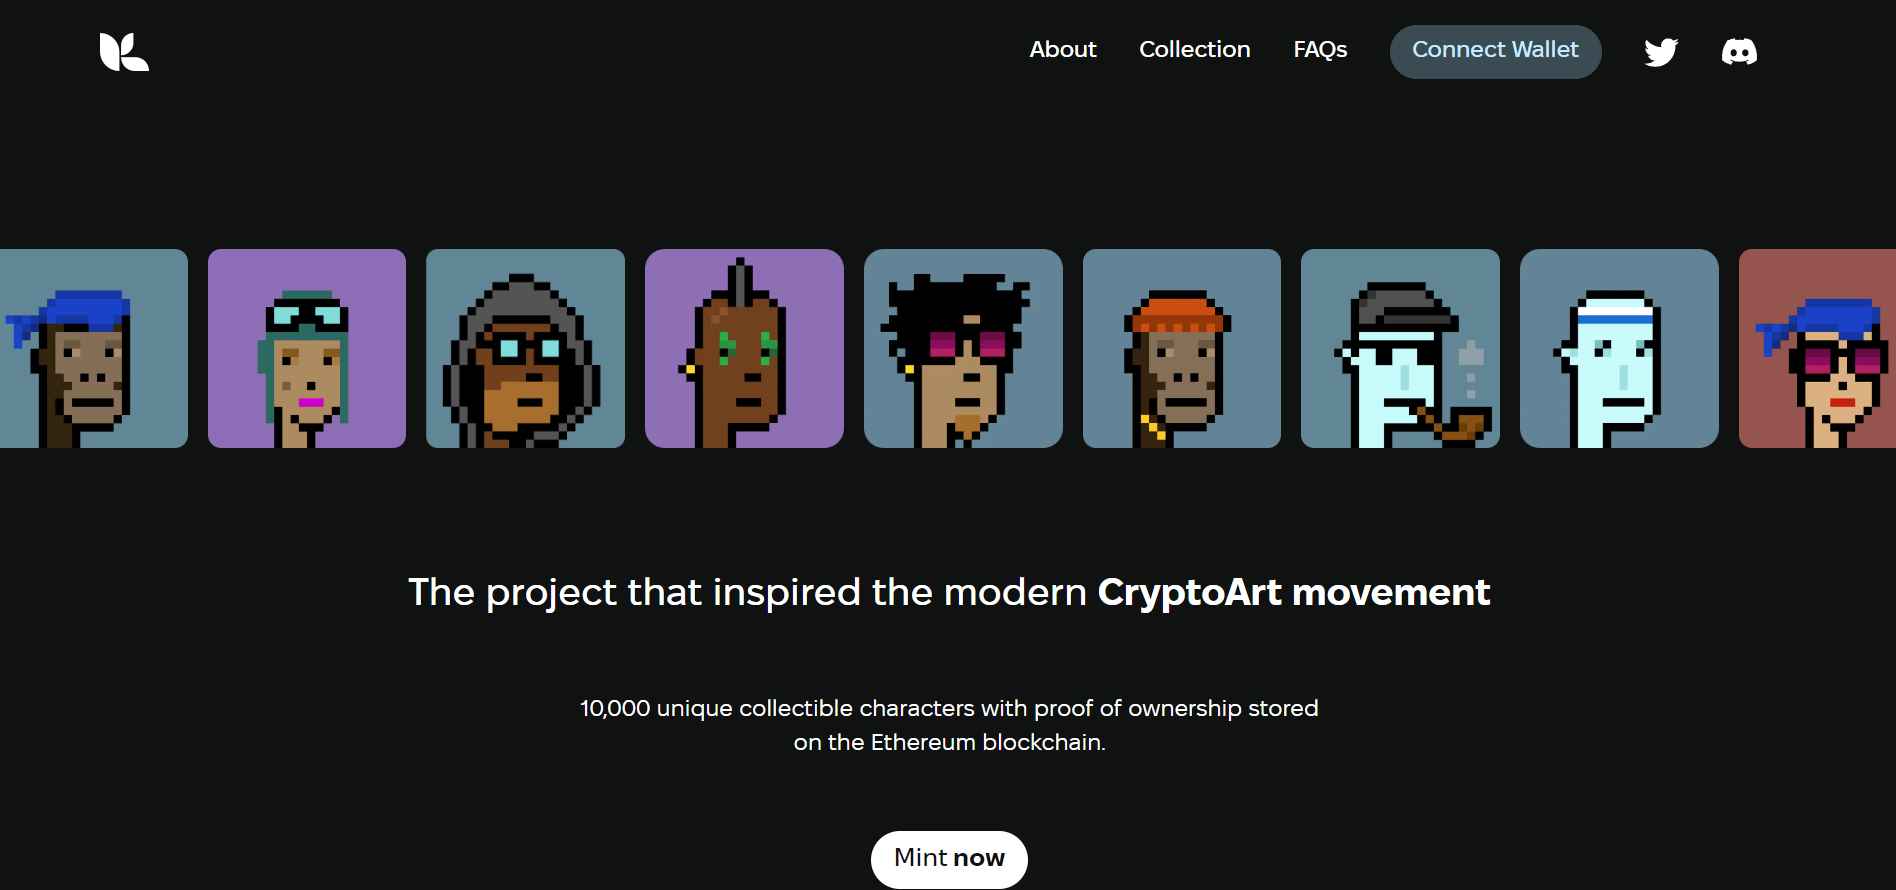 About Collection FAQs Connect Wallet
The project that inspired the modern CryptoArt movement
10,000 unique collectible characters with proof of ownership stored
on the Ethereum blockchain.
Mint now